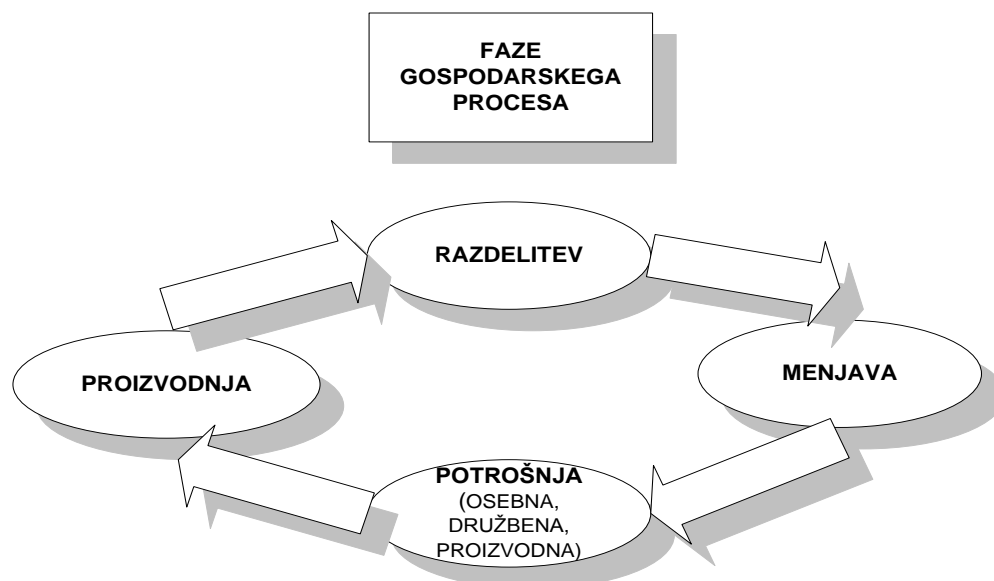 FAZE
GOSPODARSKEGA
PROCESA
RAZDELITEV
PROIZVODNJA
MENJAVA
POTROŠNJA
(OSEBNA,
DRUŽBENA,
PROIZVODNA)